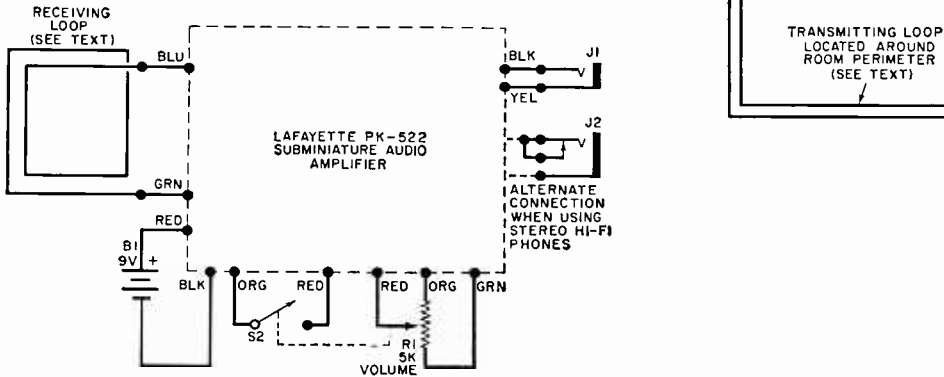 RECEIVING
LOOP
(SEE TEXT)
BLU
GRN
RED
B1
9V +
BLK
ORG
RED
RED
ORG
GRN
S2
R1
5K
VOLUME
LAFAYETTE PK-522
SUBMINIATURE AUDIO
AMPLIFIER
BLK
J1
YEL
J2
ALTERNATE
CONNECTION
WHEN USING
STEREO HI-FI
PHONES
TRANSMITTING LOOP
LOCATED AROUND
ROOM PERIMETER
(SEE TEXT)